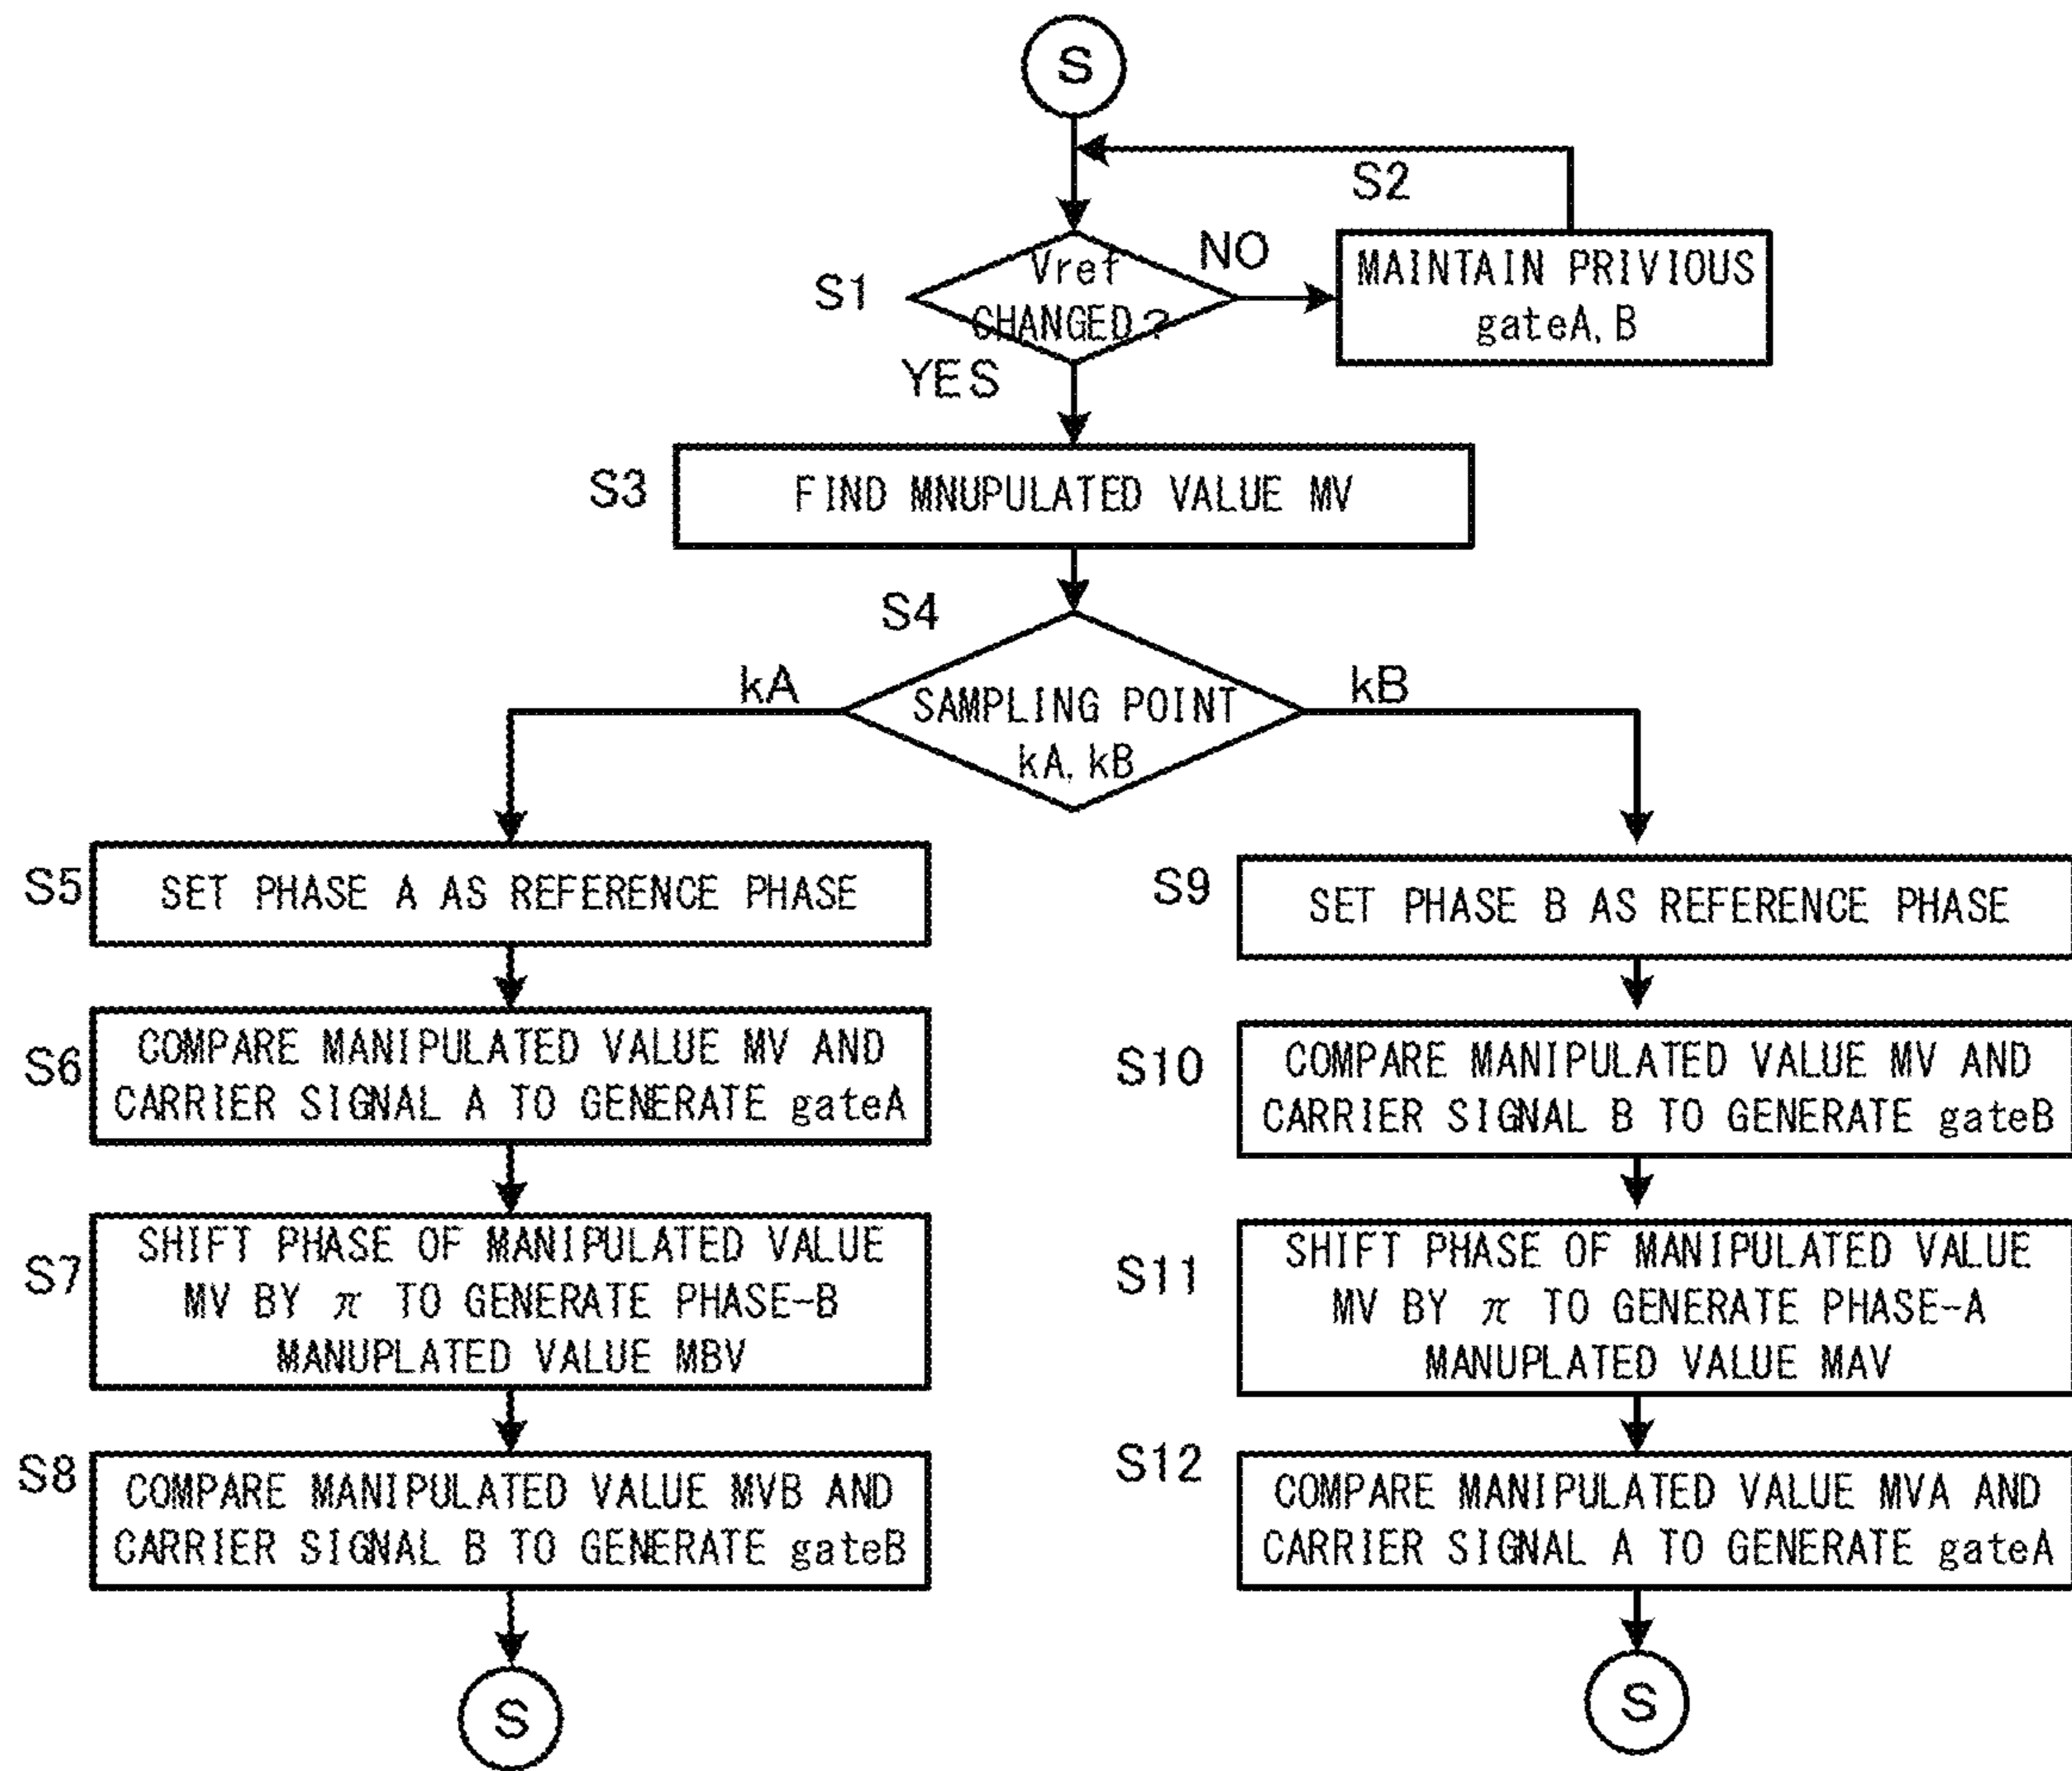 S
S2
S1
Vref
CHANGED?
NO
MAINTAIN PRIVIOUS
gateA, B
YES
S3
FIND MNUPULATED VALUE MV
S4
kA
SAMPLING POINT
kA, kB
kB
S5
SET PHASE A AS REFERENCE PHASE
S6
COMPARE MANIPULATED VALUE MV AND
CARRIER SIGNAL A TO GENERATE gateA
S7
SHIFT PHASE OF MANIPULATED VALUE
MV BY π TO GENERATE PHASE-B
MANUPLATED VALUE MBV
S8
COMPARE MANIPULATED VALUE MVB AND
CARRIER SIGNAL B TO GENERATE gateB
S
S9
SET PHASE B AS REFERENCE PHASE
S10
COMPARE MANIPULATED VALUE MV AND
CARRIER SIGNAL B TO GENERATE gateB
S11
SHIFT PHASE OF MANIPULATED VALUE
MV BY π TO GENERATE PHASE-A
MANUPLATED VALUE MAV
S12
COMPARE MANIPULATED VALUE MVA AND
CARRIER SIGNAL A TO GENERATE gateA
S